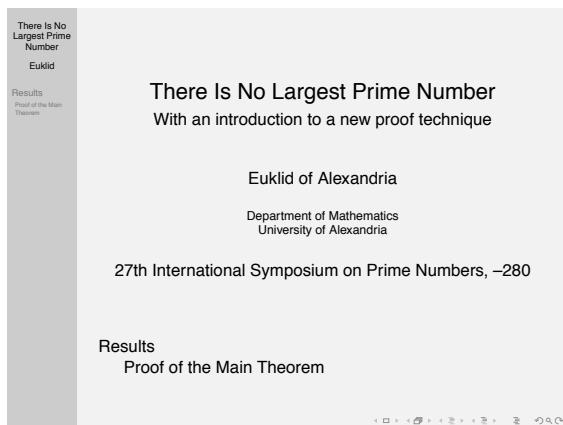 There Is No
Largest Prime
Number
Euklid
Results
Proof of the Main
Theorem
There Is No Largest Prime Number
With an introduction to a new proof technique
Euklid of Alexandria
Department of Mathematics
University of Alexandria
27th International Symposium on Prime Numbers, –280
Results
Proof of the Main Theorem